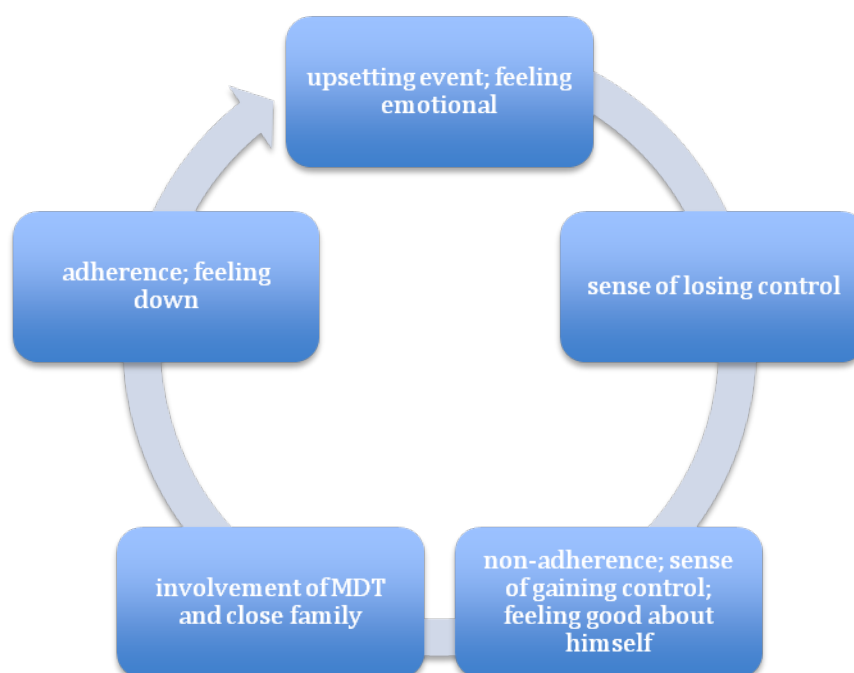 upsetting event; feeling
emotional
sense of losing control
non-adherence; sense
of gaining control;
feeling good about
himself
involvement of MDT
and close family
adherence; feeling
down